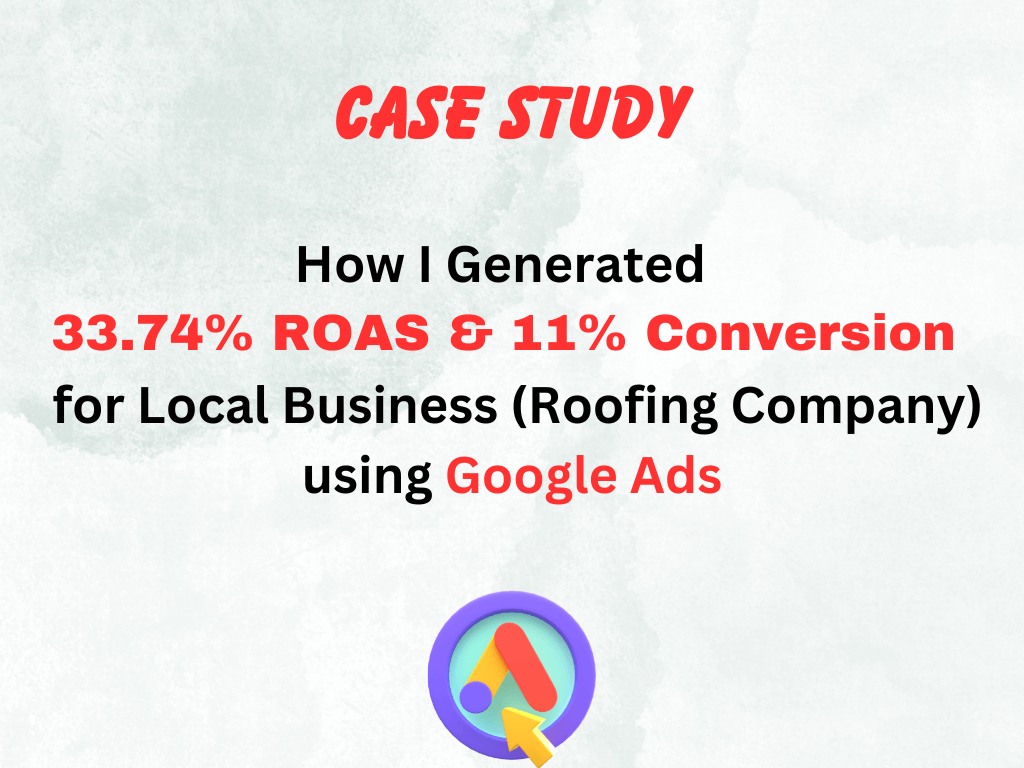 CASE STUDY
How I Generated
33.74% ROAS & 11% Conversion
for Local Business (Roofing Company)
using Google Ads